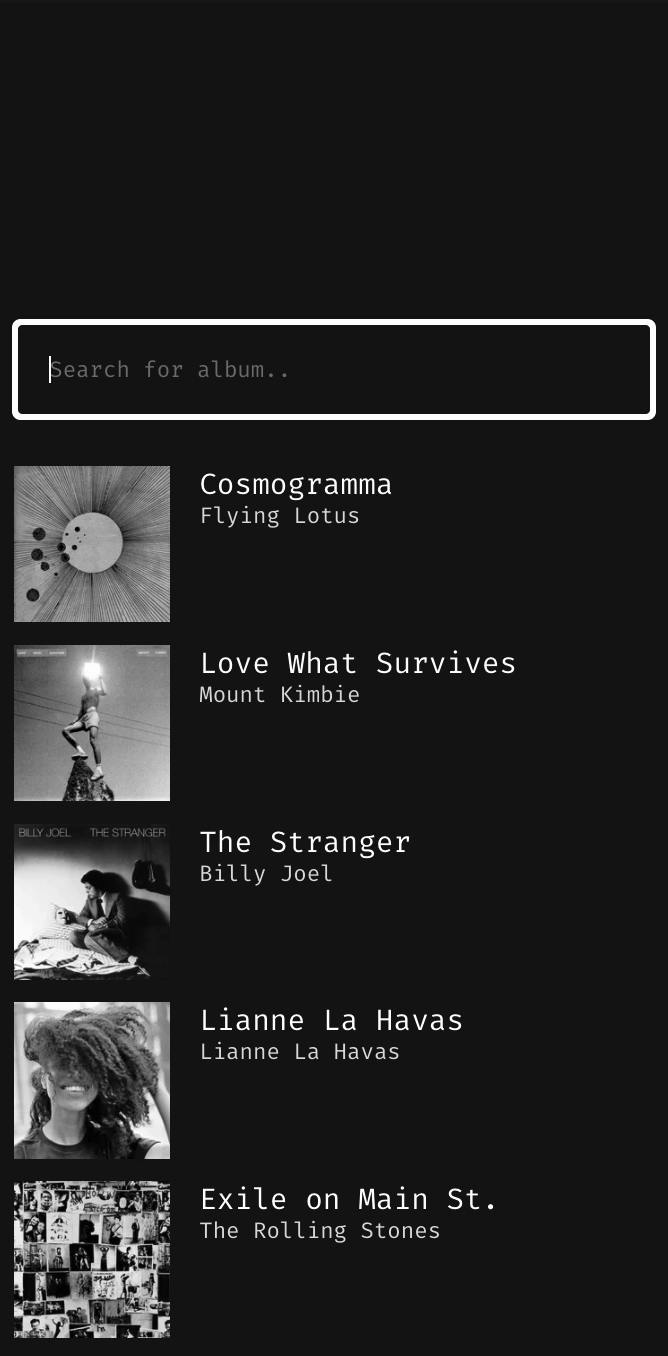 Search for album..
Cosmogramma
Flying Lotus
Love What Survives
Mount Kimbie
BILLY JOEL THE STRANGER
The Stranger
Billy Joel
Lianne La Havas
Lianne La Havas
Exile on Main St.
The Rolling Stones